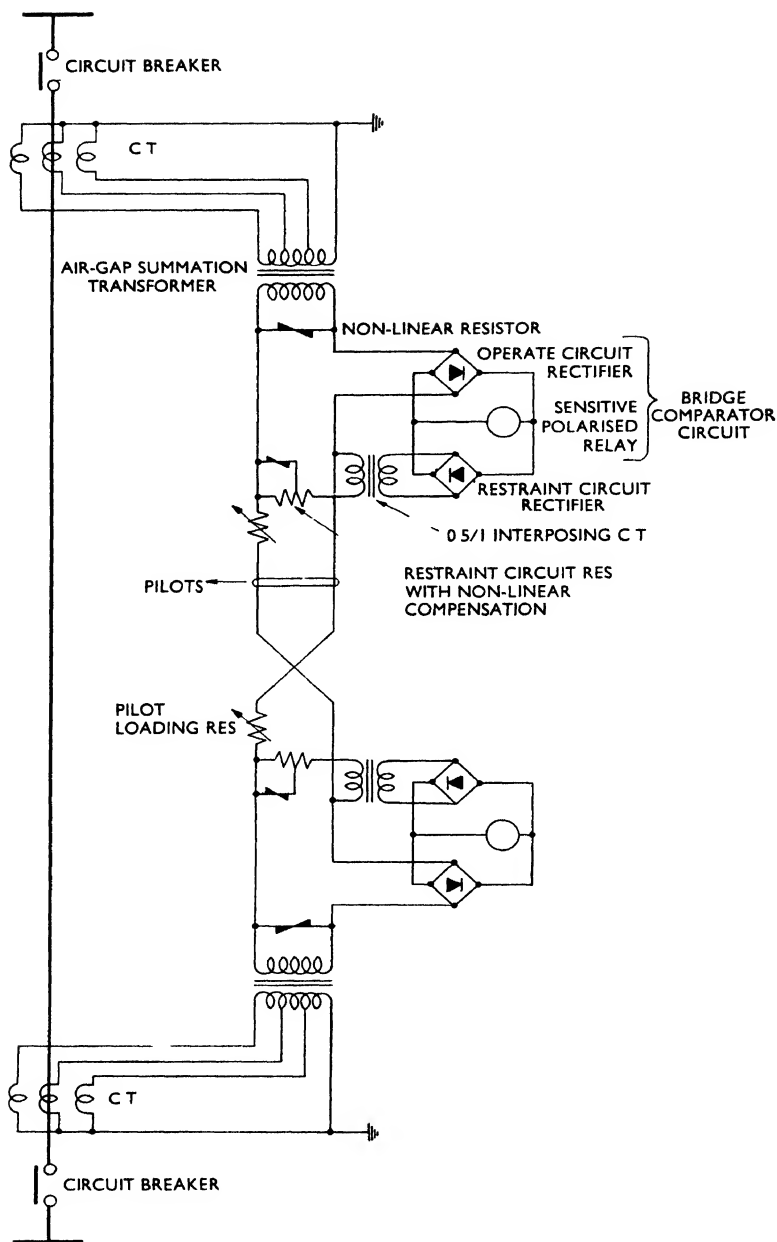 CIRCUIT BREAKER
C T
AIR-GAP SUMMATION
TRANSFORMER
NON-LINEAR RESISTOR
OPERATE CIRCUIT
RECTIFIER
SENSITIVE
POLARISED
RELAY
BRIDGE
COMPARATOR
CIRCUIT
RESTRAINT CIRCUIT
RECTIFIER
0 5/1 INTERPOSING C T
PILOTS
RESTRAINT CIRCUIT RES
WITH NON-LINEAR
COMPENSATION
PILOT
LOADING RES
C T
CIRCUIT BREAKER